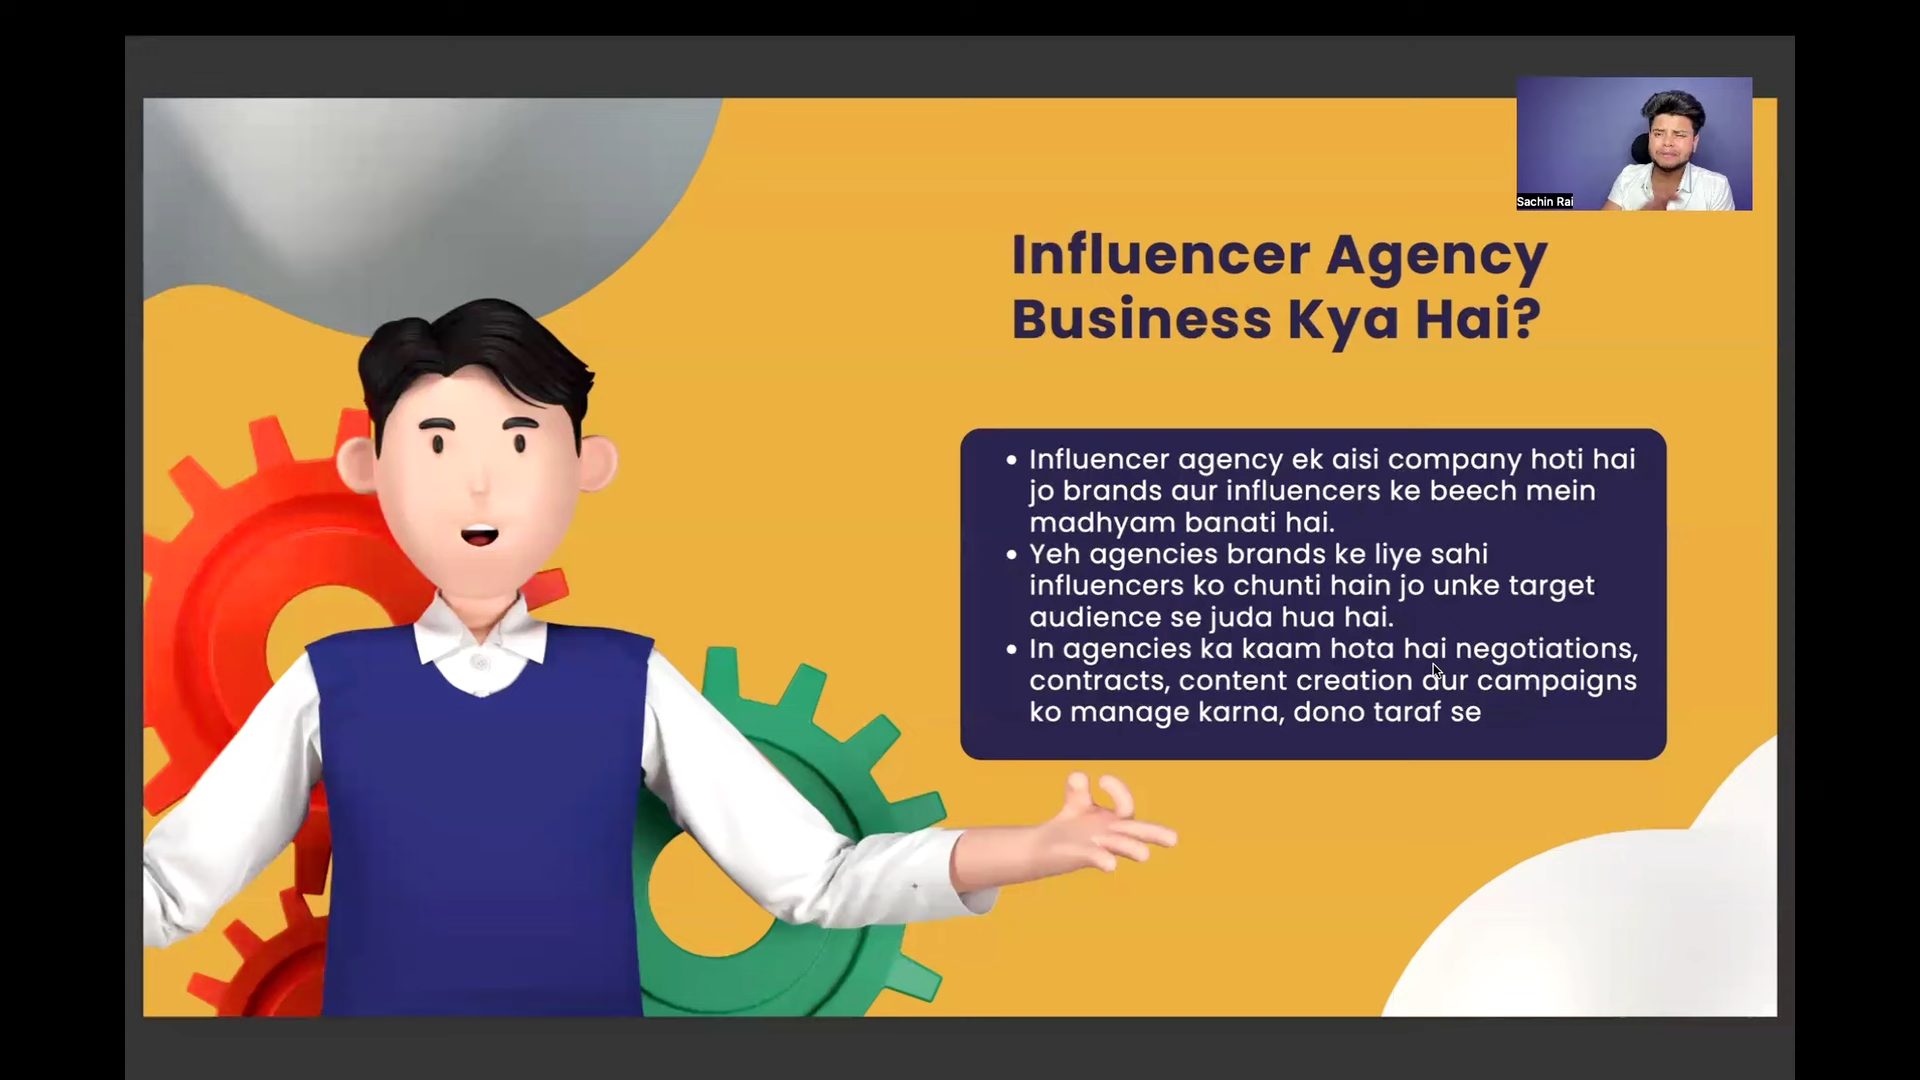 Sachin Rai
Influencer Agency
Business Kya Hai?
• Influencer agency ek aisi company hoti hai
jo brands aur influencers ke beech mein
madhyam banati hai.
• Yeh agencies brands ke liye sahi
influencers ko chunti hain jo unke target
audience se juda hua hai.
• In agencies ka kaam hota hai negotiations,
contracts, content creation aur campaigns
ko manage karna, dono taraf se